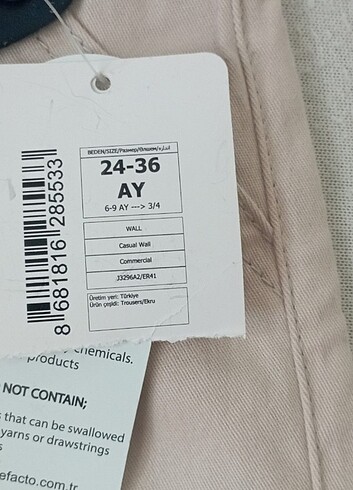 BEDEN/SIZE/Размер/Өлшем/
24-36
AY
6-9 AY ---> 3/4
WALL
Casual Wall
Commercial
J3296A2/ER41
Üretim yeri: Türkiye
Ürün çeşidi: Trousers/Ekru
8 681816 285533
chemicals.
products
NOT CONTAIN;
that can be swallowed
yarns or drawstrings
efacto.com.tr